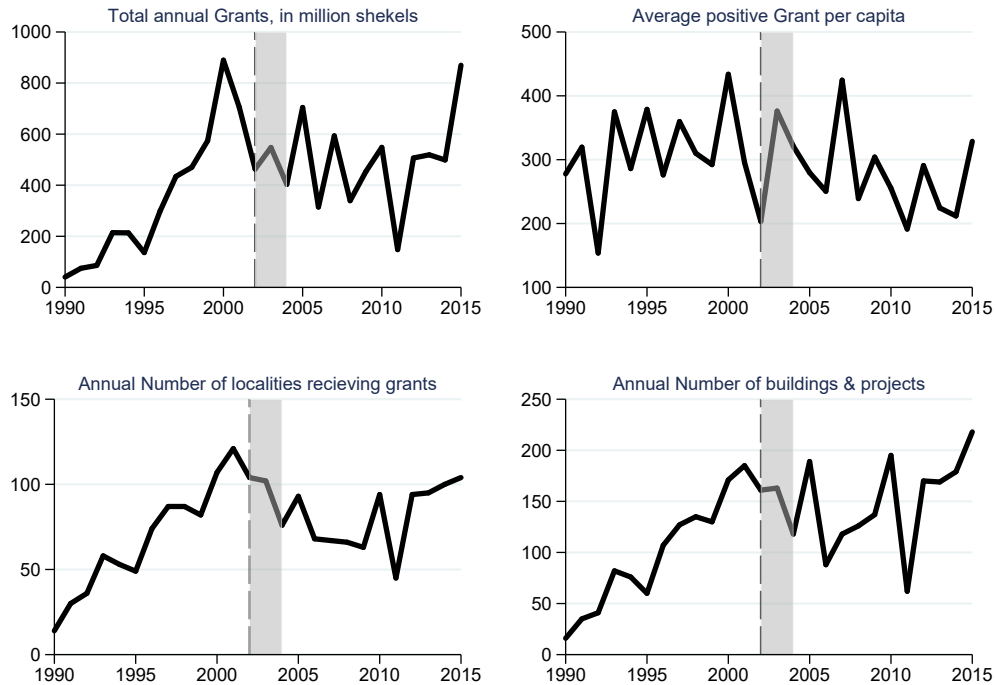 Total annual Grants, in million shekels
1000
800
600
400
200
0
1990 1995 2000 2005 2010 2015
Average positive Grant per capita
500
400
300
200
100
1990 1995 2000 2005 2010 2015
Annual Number of localities recieving grants
150
100
50
0
1990 1995 2000 2005 2010 2015
Annual Number of buildings & projects
250
200
150
100
50
0
1990 1995 2000 2005 2010 2015